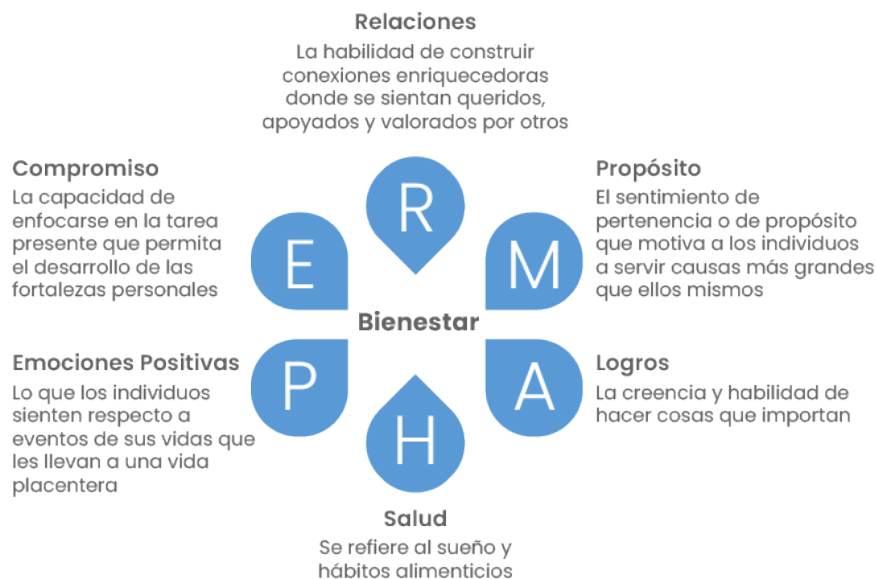 Relaciones
La habilidad de construir
conexiones enriquecedoras
donde se sientan queridos,
apoyados y valorados por otros
R
Compromiso
La capacidad de
enfocarse en la tarea
presente que permita
el desarrollo de las
fortalezas personales
E
Propósito
El sentimiento de
pertenencia o de propósito
que motiva a los individuos
a servir causas más grandes
que ellos mismos
M
Bienestar
Emociones Positivas
Lo que los individuos
sienten respecto a
eventos de sus vidas que
les llevan a una vida
placentera
P
Logros
La creencia y habilidad de
hacer cosas que importan
A
H
Salud
Se refiere al sueño y
hábitos alimenticios